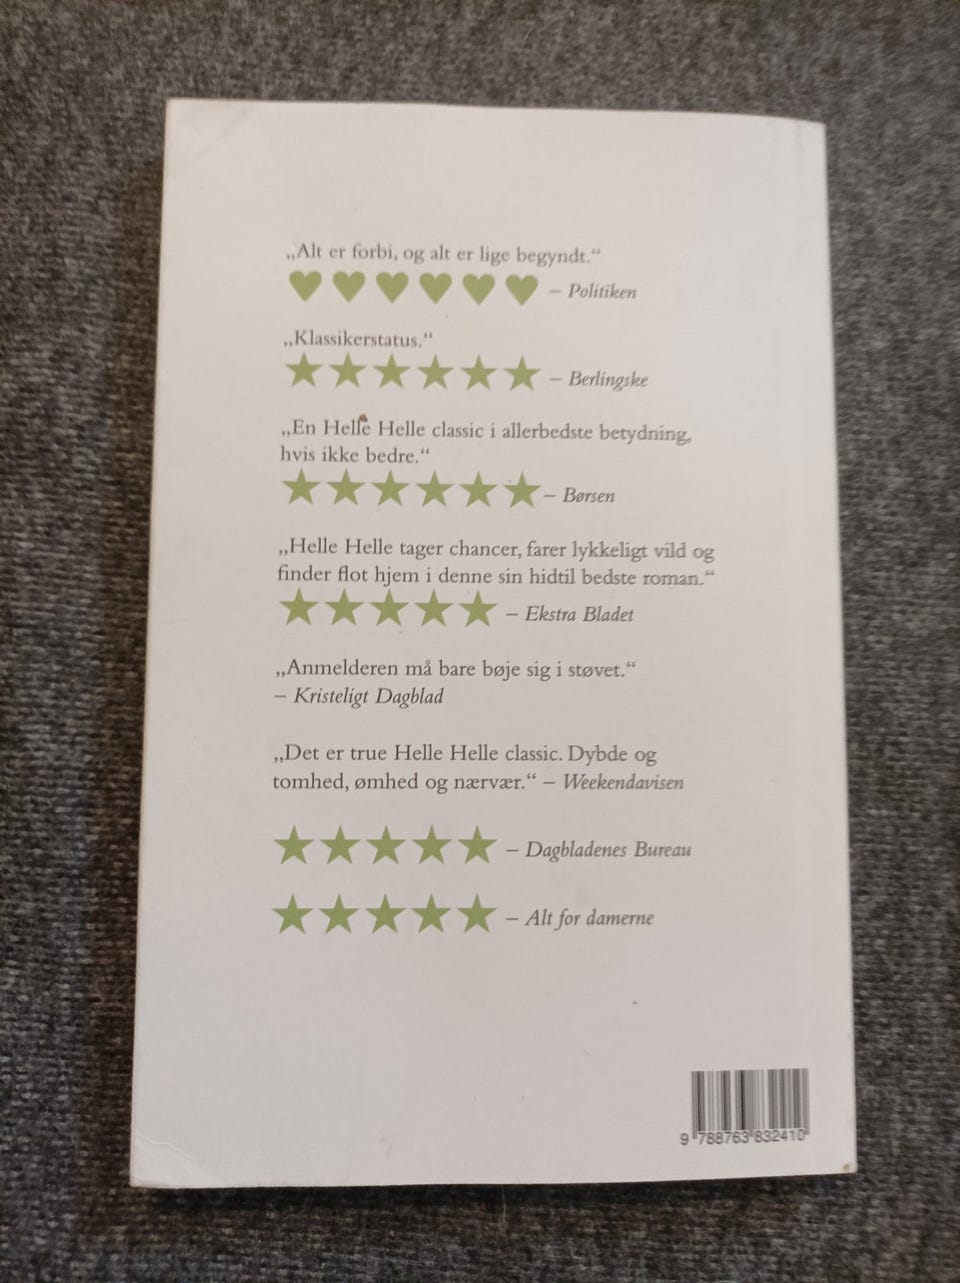 „Alt er forbi, og alt er lige begyndt.“
♥♥♥♥♥♥ – Politiken
„Klassikerstatus.“
★★★★★★ – Berlingske
„En Helle Helle classic i allerbedste betydning,
hvis ikke bedre.“
★★★★★★ – Børsen
„Helle Helle tager chancer, farer lykkeligt vild og
finder flot hjem i denne sin hidtil bedste roman.“
★★★★★ – Ekstra Bladet
„Anmelderen må bare bøje sig i støvet.“
– Kristeligt Dagblad
„Det er true Helle Helle classic. Dybde og
tomhed, ømhed og nærvær.“ – Weekendavisen
★★★★★ – Dagbladenes Bureau
★★★★★ – Alt for damerne
9 788763 832410